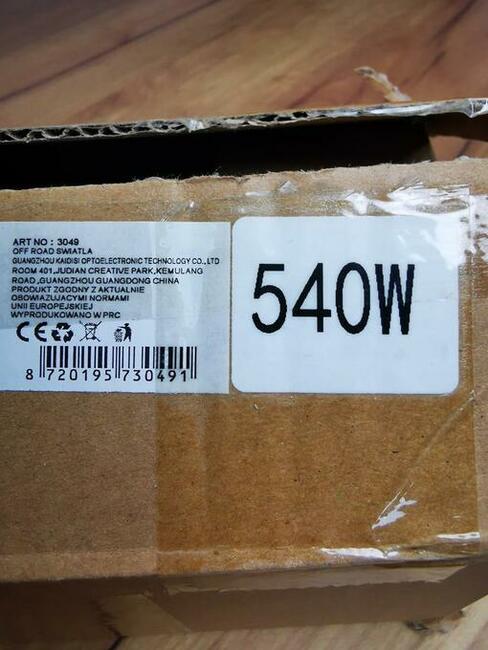 ART NO : 3049
OFF ROAD SWIATLA
GUANGZHOU KAIDISI OPTOELECTRONIC TECHNOLOGY CO.,LTD
ROOM 401,JUDIAN CREATIVE PARK,KEMULANG
ROAD ,GUANGZHOU GUANGDONG CHINA
PRODUKT ZGODNY Z AKTUALNIE
OBOWIAZUJACYMI NORMAMI
UNII EUROPEJSKIEJ
WYPRODUKOWANO W PRC
CE
8 720195 730491
540W